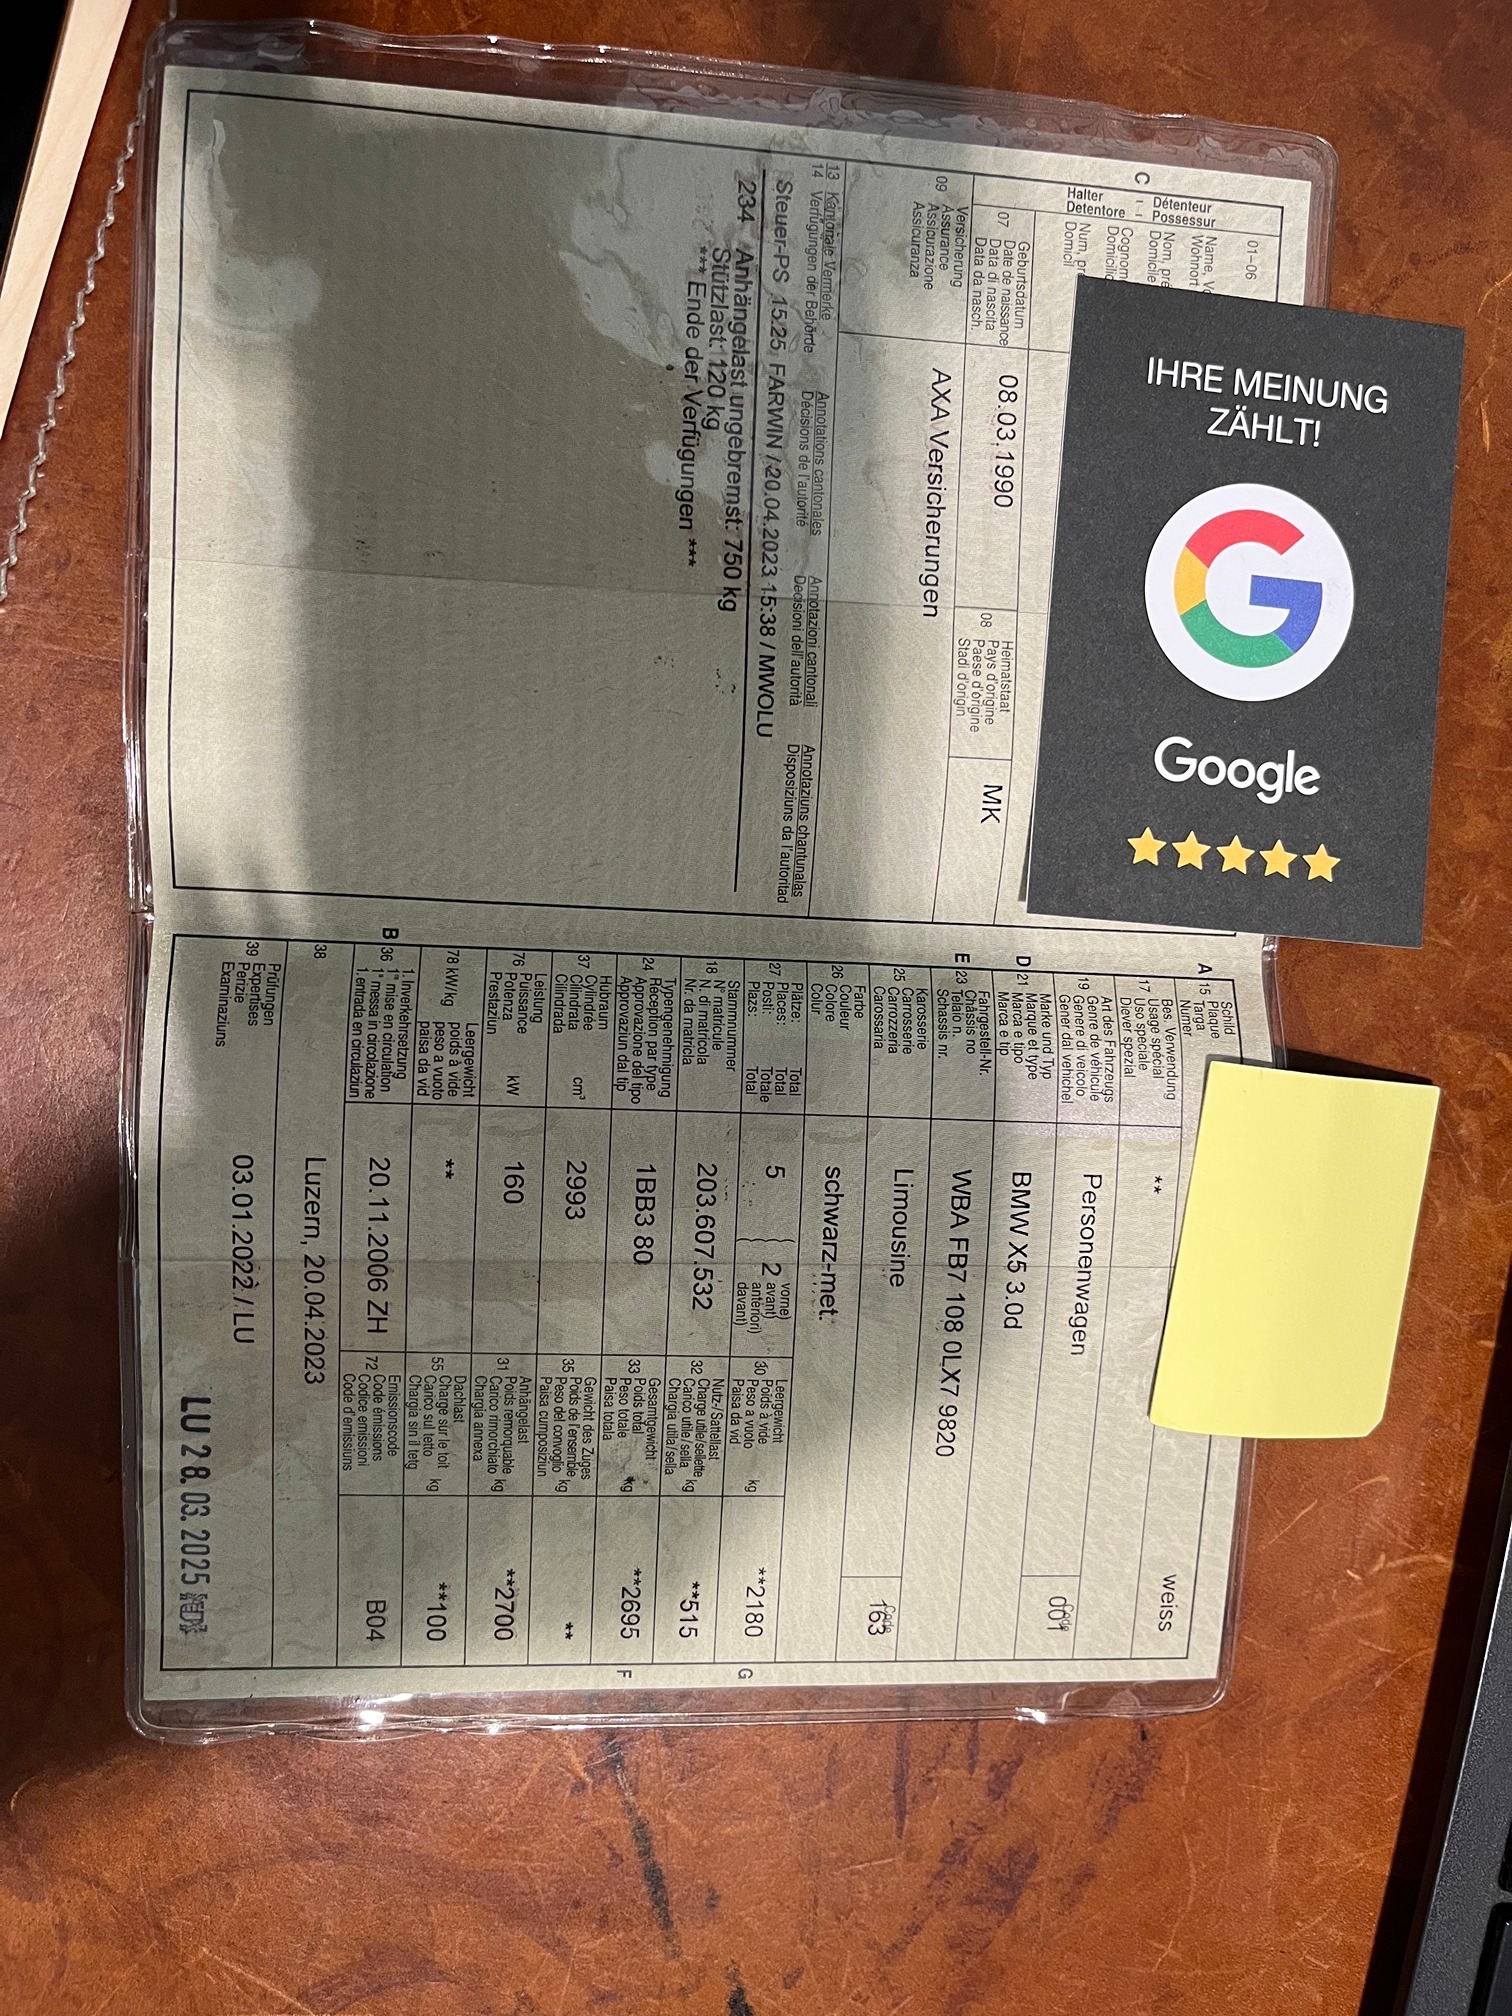 IHRE MEINUNG
ZÄHLT!
Google
01-06
C
Détenteur
Possessur
Halter
Detentore
Name,
Wohnort
Nom,
Domicile
Cognom
Domicilio
Num,
Domicil
07
Geburtsdatum
Date de naissance
Data di nascita
Data da nasch.
08.03.1990
08
Heimatstaat
Pays d'origine
Paese d'origine
Stadi d'origin
MK
09
Versicherung
Assurance
Assicurazione
Assicuranza
AXA Versicherungen
13 Kantonale Vermerke Annotations cantonales Annotazioni cantonali Annotaziuns chantunalas
14 Verfügungen der Behörde Décisions de l'autorité Decisioni dell'autorità Disposiziuns da l'autoritad
Steuer-PS 15.25, FARWIN / 20.04.2023 15:38 / MWOLU
234 Anhängelast ungebremst: 750 kg
Stützlast: 120 kg
*** Ende der Verfügungen ***
A
15
Schild
Plaque
Targa
Numer
weiss
17
Bes. Verwendung
Usage spécial
Uso speciale
Diever spezial
**
19
Art des Fahrzeugs
Genre de véhicule
Genere di veicolo
Gener da vehichel
Personenwagen
Code
001
D
21
Marke und Typ
Marque et type
Marca e tipo
Marca e tip
BMW X5 3.0d
E
23
Fahrgestell-Nr.
Châssis no
Telaio n.
Schassis nr.
WBA FB7 108 0LX7 9820
25
Karosserie
Carrosserie
Carrozzeria
Carossaria
Limousine
Code
163
26
Farbe
Couleur
Colore
Colur
schwarz-met.
27
Plätze: Total
Places: Total
Posti: Totale
Plazs: Total
5
2
vorne)
avant)
anteriori)
davant)
30
Leergewicht
Poids à vide
Peso a vuoto
Paisa da vid
kg
**2180
G
18
Stammnummer
N° matricule
N. di matricola
Nr. da matricla
203.607.532
32
Nutz-/Sattellast
Charge utile/sellette
Carico utile/sella
Chargia utila/sella
kg
**515
24
Typengenehmigung
Réception par type
Approvazione del tipo
Approvaziun dal tip
1BB3 80
33
Gesamtgewicht
Poids total
Peso totale
Paisa totala
kg
**2695
F
37
Hubraum
Cylindrée
Cilindrata
Cilindrada
cm³
2993
35
Gewicht des Zuges
Poids de l'ensemble
Peso del convoglio
Paisa cumposiziun
kg
**
76
Leistung
Puissance
Potenza
Prestaziun
kW
160
31
Anhängelast
Poids remorquable
Carico rimorchiato
Chargia annexa
kg
**2700
78 kW/kg
Leergewicht
poids à vide
peso a vuoto
paisa da vid
**
55
Dachlast
Charge sur le toit
Carico sul tetto
Chargia sin il tetg
kg
**100
B
36
1. Inverkehrsetzung
1re mise en circulation
1a messa in circolazione
1. entrada en circulaziun
20.11.2006 ZH
72
Emissionscode
Code émissions
Codice emissioni
Code d'emissiuns
B04
38
Luzern, 20.04.2023
39
Prüfungen
Expertises
Perizie
Examinaziuns
03.01.2022 / LU
LU 28.03.2025